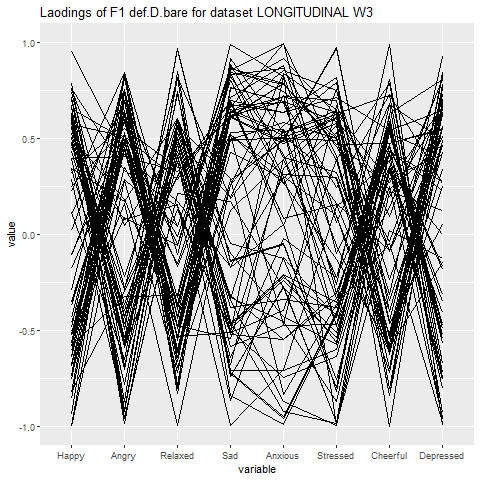 Laodings of F1 def.D.bare for dataset LONGITUDINAL W3
1.0
0.5
0.0
-0.5
-1.0
value
Happy Angry Relaxed Sad Anxious Stressed Cheerful Depressed
variable